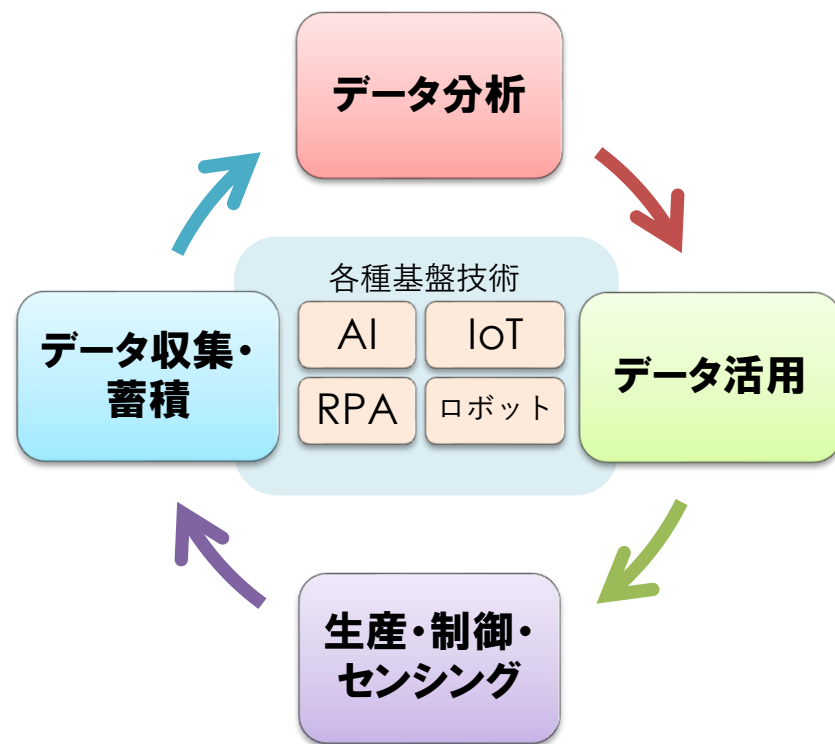 データ分析
各種基盤技術
AI
IoT
RPA
ロボット
データ収集・
蓄積
データ活用
生産・制御・
センシング